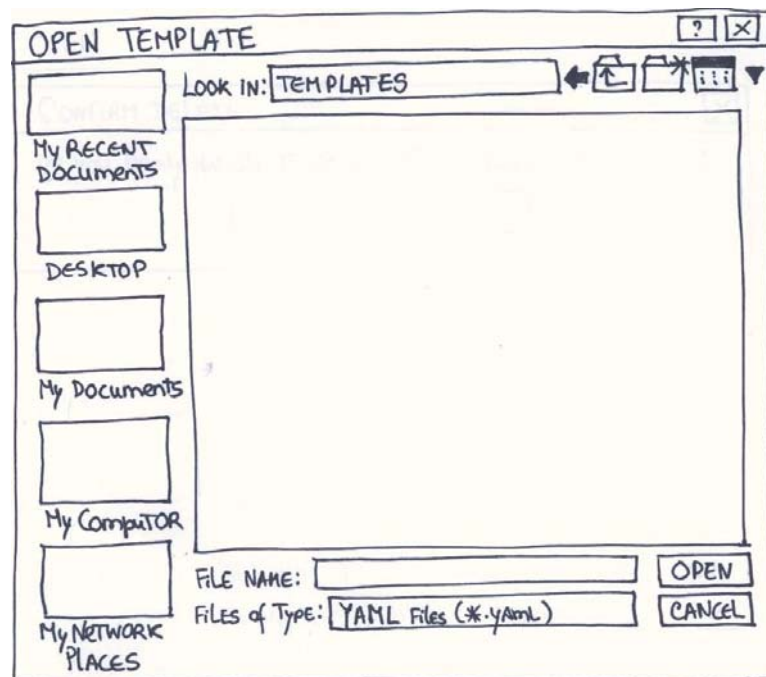 OPEN TEMPLATE
? X
LOOK IN: TEMPLATES
My RECENT
DOCUMENTS
DESKTOP
My DocumENTS
My CompuTOR
My NETWORK
PLACES
FILE NAME:
OPEN
FiLES of TypE: YAML FiLes (*.yAmL)
CANCEL